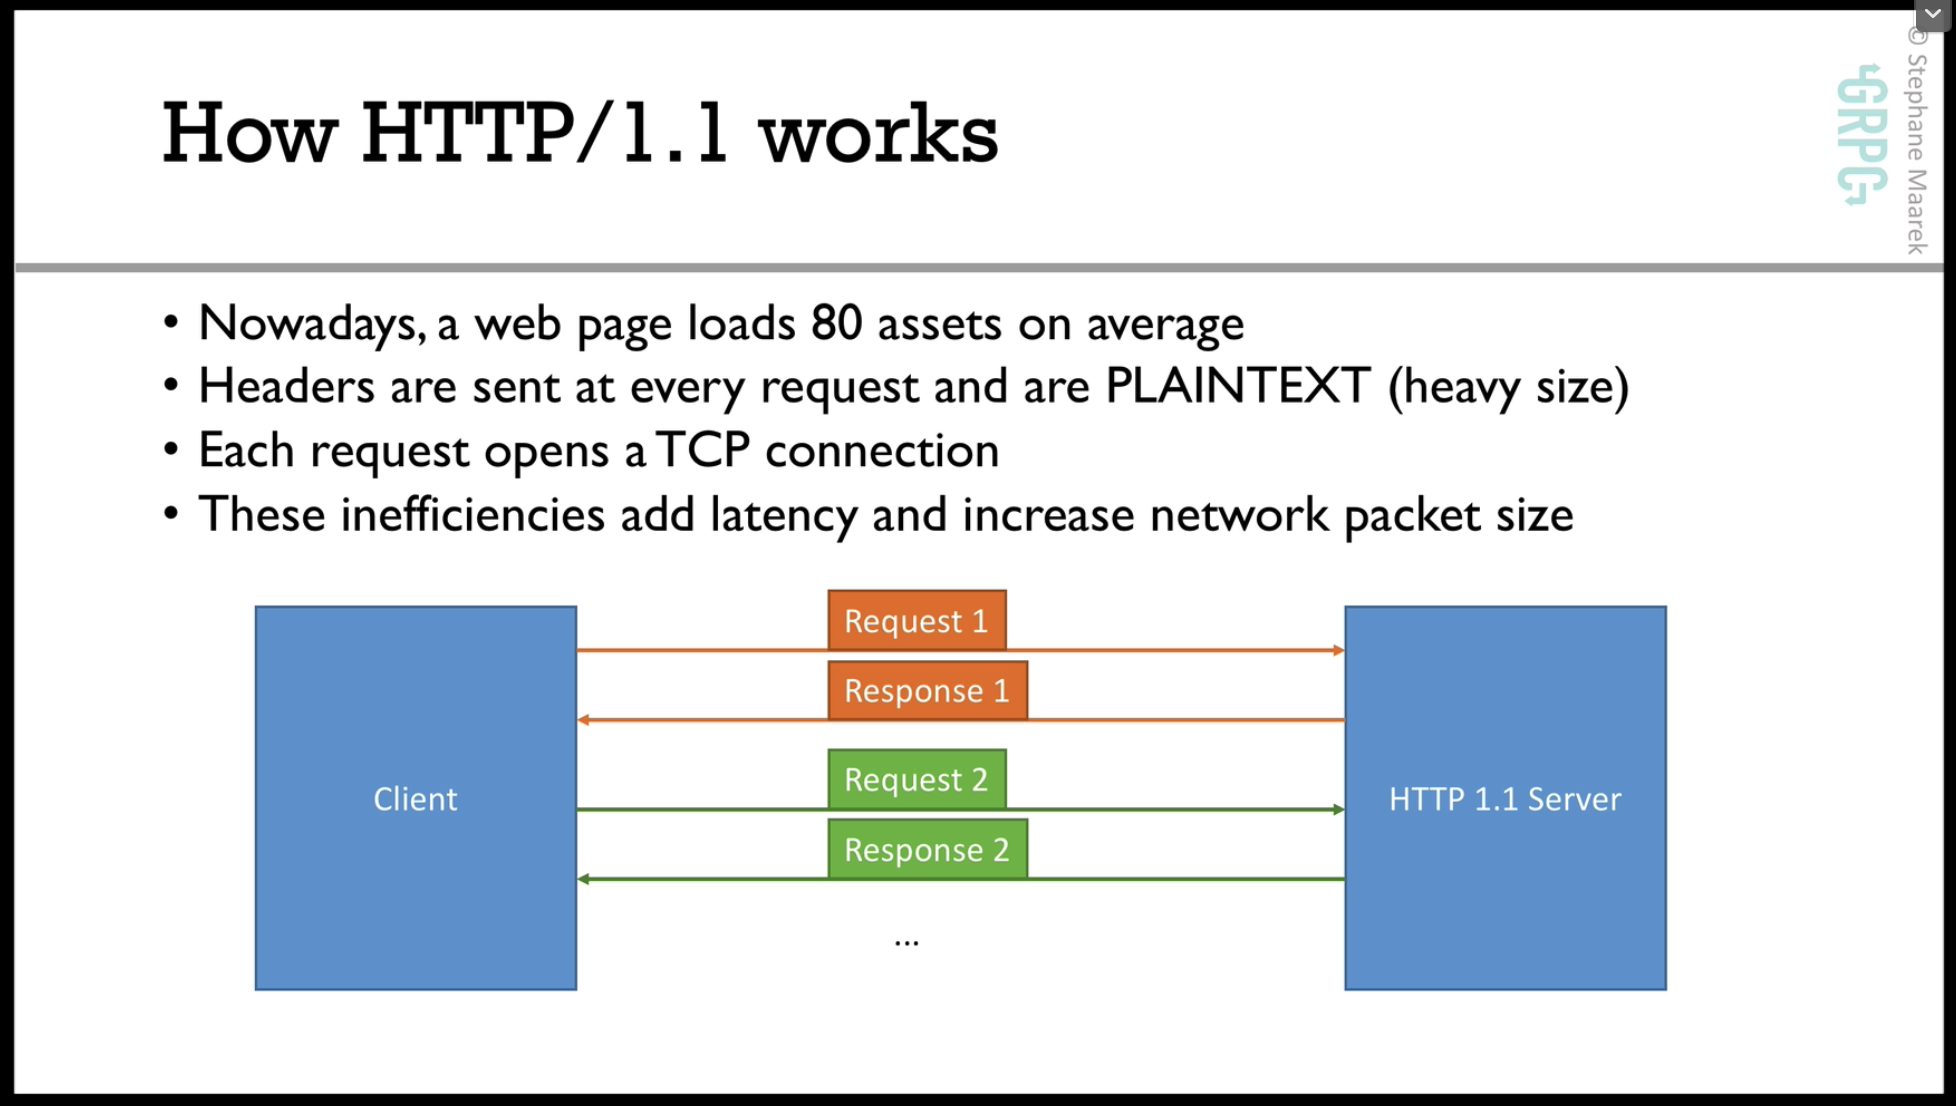 How HTTP/1.1 works
GRPC
© Stephane Maarek
• Nowadays, a web page loads 80 assets on average
• Headers are sent at every request and are PLAINTEXT (heavy size)
• Each request opens a TCP connection
• These inefficiencies add latency and increase network packet size
Request 1
Response 1
Request 2
Client
HTTP 1.1 Server
Response 2
...